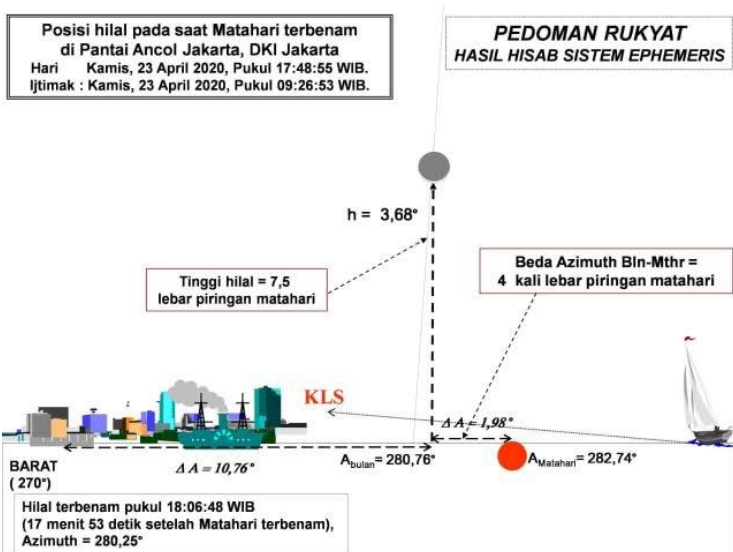 Posisi hilal pada saat Matahari terbenam
di Pantai Ancol Jakarta, DKI Jakarta
Hari Kamis, 23 April 2020, Pukul 17:48:55 WIB.
Ijtimak : Kamis, 23 April 2020, Pukul 09:26:53 WIB.
PEDOMAN RUKYAT
HASIL HISAB SISTEM EPHEMERIS
h = 3,68°
Tinggi hilal = 7,5
lebar piringan matahari
Beda Azimuth Bln-Mthr =
4 kali lebar piringan matahari
KLS
Δ A = 1,98°
BARAT
( 270°)
Δ A = 10,76°
Abulan= 280,76°
AMatahari= 282,74°
Hilal terbenam pukul 18:06:48 WIB
(17 menit 53 detik setelah Matahari terbenam),
Azimuth = 280,25°